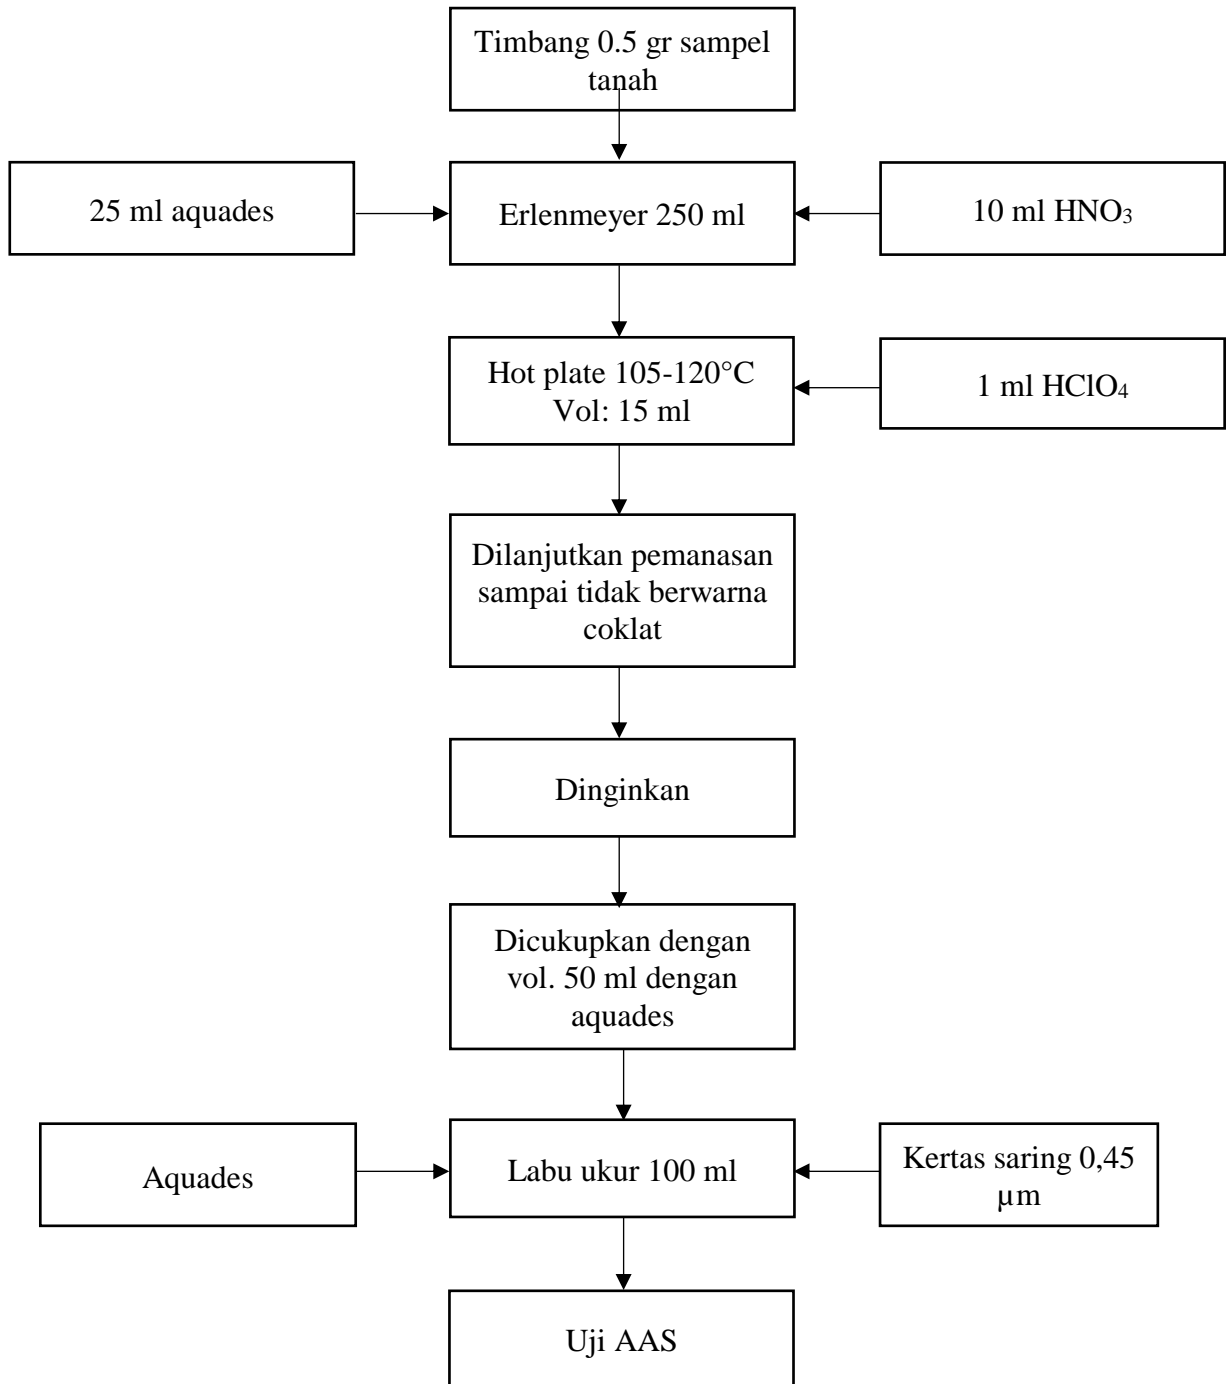 Timbang 0.5 gr sampel
tanah
25 ml aquades
Erlenmeyer 250 ml
10 ml HNO₃
Hot plate 105-120°C
Vol: 15 ml
1 ml HClO₄
Dilanjutkan pemanasan
sampai tidak berwarna
coklat
Dinginkan
Dicukupkan dengan
vol. 50 ml dengan
aquades
Aquades
Labu ukur 100 ml
Kertas saring 0,45
µm
Uji AAS